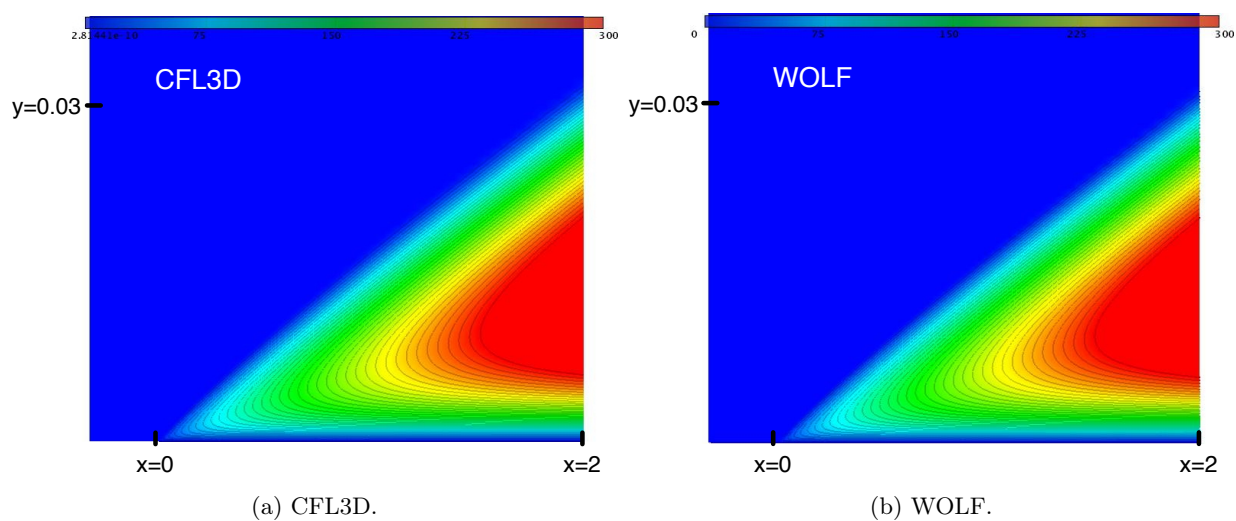 2.81441e-10 75 150 225 300
CFL3D
y=0.03
x=0 x=2
(a) CFL3D.
0 75 150 225 300
WOLF
y=0.03
x=0 x=2
(b) WOLF.